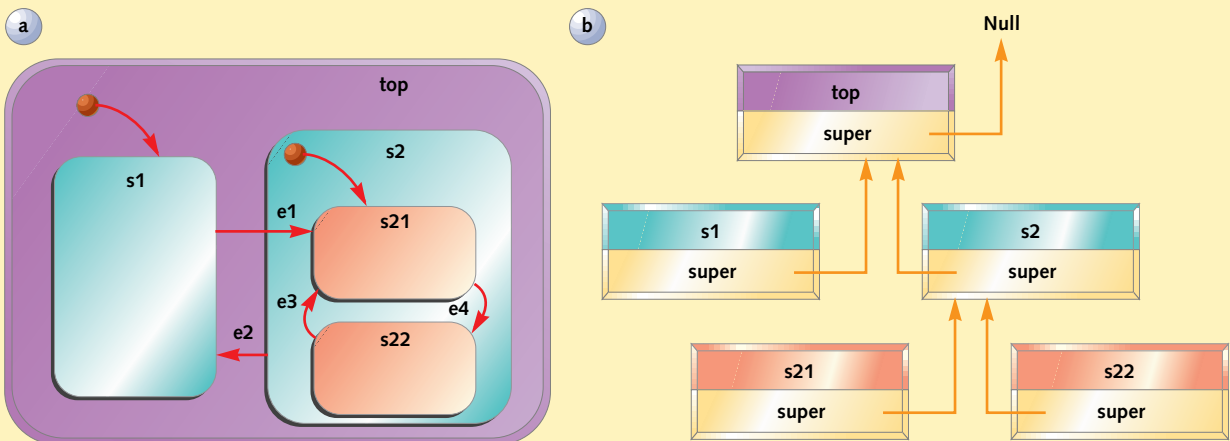 a
top
s1
s2
e1
s21
e3
e4
e2
s22
b
Null
top
super
s1
super
s2
super
s21
super
s22
super